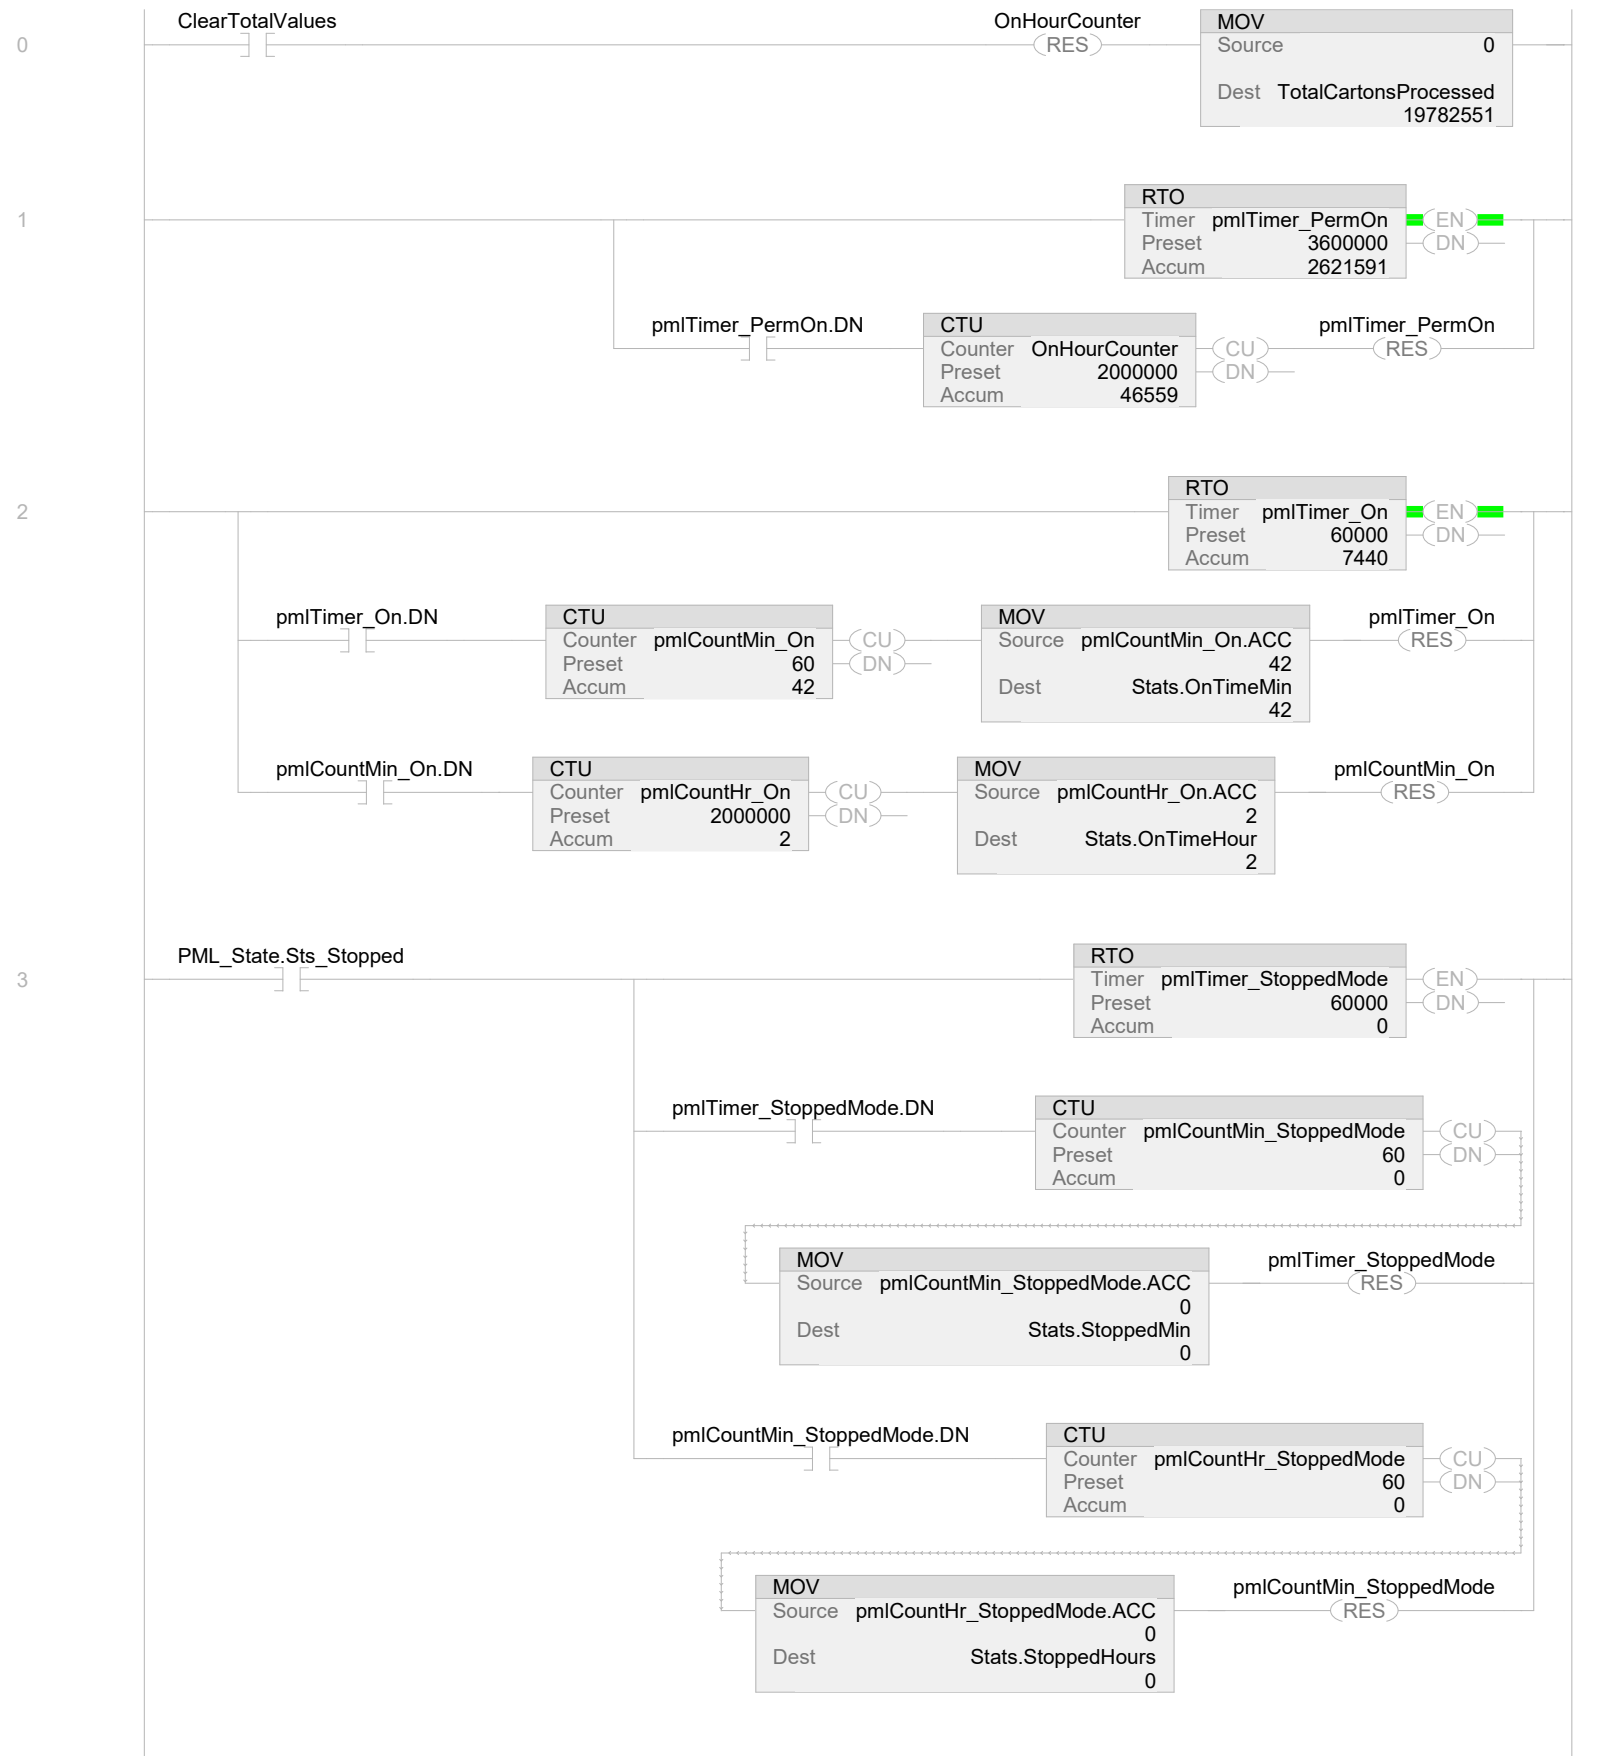 ClearTotalValues
OnHourCounter
MOV
0
RES
Source 0
Dest TotalCartonsProcessed
19782551
RTO
1
Timer pmlTimer_PermOn
EN
Preset 3600000
DN
Accum 2621591
pmlTimer_PermOn.DN
CTU
pmlTimer_PermOn
Counter OnHourCounter
CU
RES
Preset 2000000
DN
Accum 46559
RTO
2
Timer pmlTimer_On
EN
Preset 60000
DN
Accum 7440
pmlTimer_On.DN
CTU
Counter pmlCountMin_On
CU
Preset 60
DN
Accum 42
MOV
Source pmlCountMin_On.ACC
42
Dest Stats.OnTimeMin
42
pmlTimer_On
RES
pmlCountMin_On.DN
CTU
Counter pmlCountHr_On
CU
Preset 2000000
DN
Accum 2
MOV
Source pmlCountHr_On.ACC
2
Dest Stats.OnTimeHour
2
pmlCountMin_On
RES
PML_State.Sts_Stopped
RTO
3
Timer pmlTimer_StoppedMode
EN
Preset 60000
DN
Accum 0
pmlTimer_StoppedMode.DN
CTU
Counter pmlCountMin_StoppedMode
CU
Preset 60
DN
Accum 0
MOV
Source pmlCountMin_StoppedMode.ACC
0
Dest Stats.StoppedMin
0
pmlTimer_StoppedMode
RES
pmlCountMin_StoppedMode.DN
CTU
Counter pmlCountHr_StoppedMode
CU
Preset 60
DN
Accum 0
MOV
Source pmlCountHr_StoppedMode.ACC
0
Dest Stats.StoppedHours
0
pmlCountMin_StoppedMode
RES